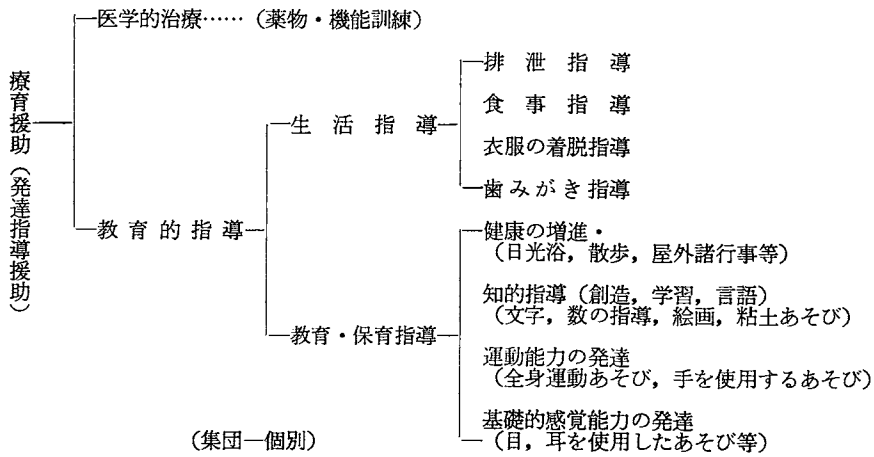 療育援助（発達指導援助）
医学的治療……（薬物・機能訓練）
教育的指導
生活指導
排泄指導
食事指導
衣服の着脱指導
歯みがき指導
教育・保育指導
健康の増進・
（日光浴，散歩，屋外諸行事等）
知的指導（創造，学習，言語）
（文字，数の指導，絵画，粘土あそび）
運動能力の発達
（全身運動あそび，手を使用するあそび）
基礎的感覚能力の発達
（目，耳を使用したあそび等）
（集団―個別）